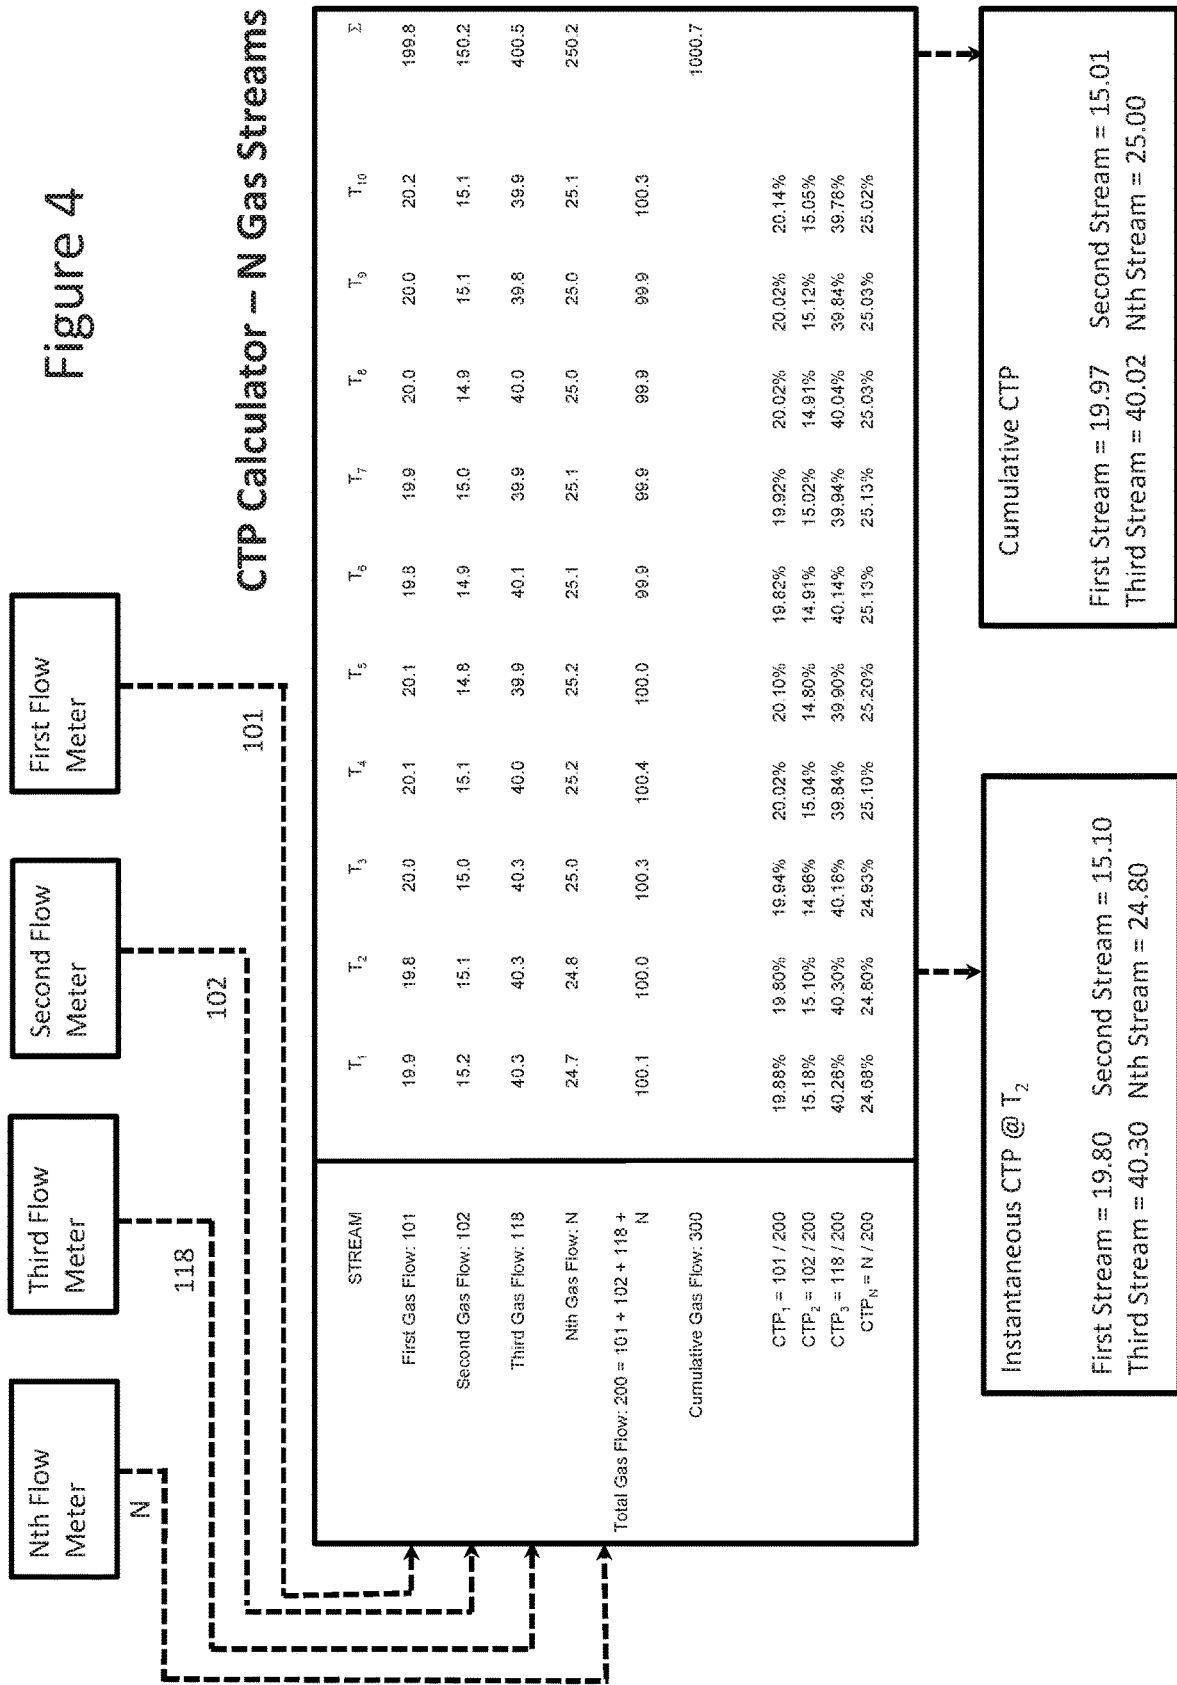 Figure 4
Nth Flow Meter
Third Flow Meter
Second Flow Meter
First Flow Meter
N
118
102
101
CTP Calculator – N Gas Streams
STREAM T1 T2 T3 T4 T5 T6 T7 T8 T9 T10 Σ
First Gas Flow: 101 19.9 19.8 20.0 20.1 20.1 19.8 19.9 20.0 20.0 20.2 199.8
Second Gas Flow: 102 15.2 15.1 15.0 15.1 14.8 14.9 15.0 14.9 15.1 15.1 150.2
Third Gas Flow: 118 40.3 40.3 40.3 40.0 39.9 40.1 39.9 40.0 39.8 39.9 400.5
Nth Gas Flow: N 24.7 24.8 25.0 25.2 25.2 25.1 25.1 25.0 25.0 25.1 250.2
Total Gas Flow: 200 = 101 + 102 + 118 +
N 100.1 100.0 100.3 100.4 100.0 99.9 99.9 99.9 99.9 100.3
Cumulative Gas Flow: 300 1000.7
CTP1 = 101 / 200 19.88% 19.80% 19.94% 20.02% 20.10% 19.82% 19.92% 20.02% 20.02% 20.14%
CTP2 = 102 / 200 15.18% 15.10% 14.96% 15.04% 14.80% 14.91% 15.02% 14.91% 15.12% 15.05%
CTP3 = 118 / 200 40.26% 40.30% 40.18% 39.84% 39.90% 40.14% 39.94% 40.04% 39.84% 39.78%
CTPN = N / 200 24.68% 24.80% 24.93% 25.10% 25.20% 25.13% 25.13% 25.03% 25.03% 25.02%
Instantaneous CTP @ T2
First Stream = 19.80 Second Stream = 15.10
Third Stream = 40.30 Nth Stream = 24.80
Cumulative CTP
First Stream = 19.97 Second Stream = 15.01
Third Stream = 40.02 Nth Stream = 25.00